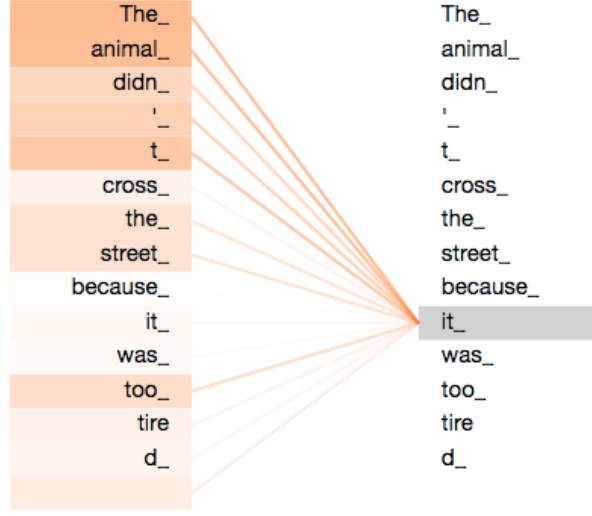 The_ The_
animal_ animal_
didn_ didn_
'_ '_
t_ t_
cross_ cross_
the_ the_
street_ street_
because_ because_
it_ it_
was_ was_
too_ too_
tire tire
d_ d_